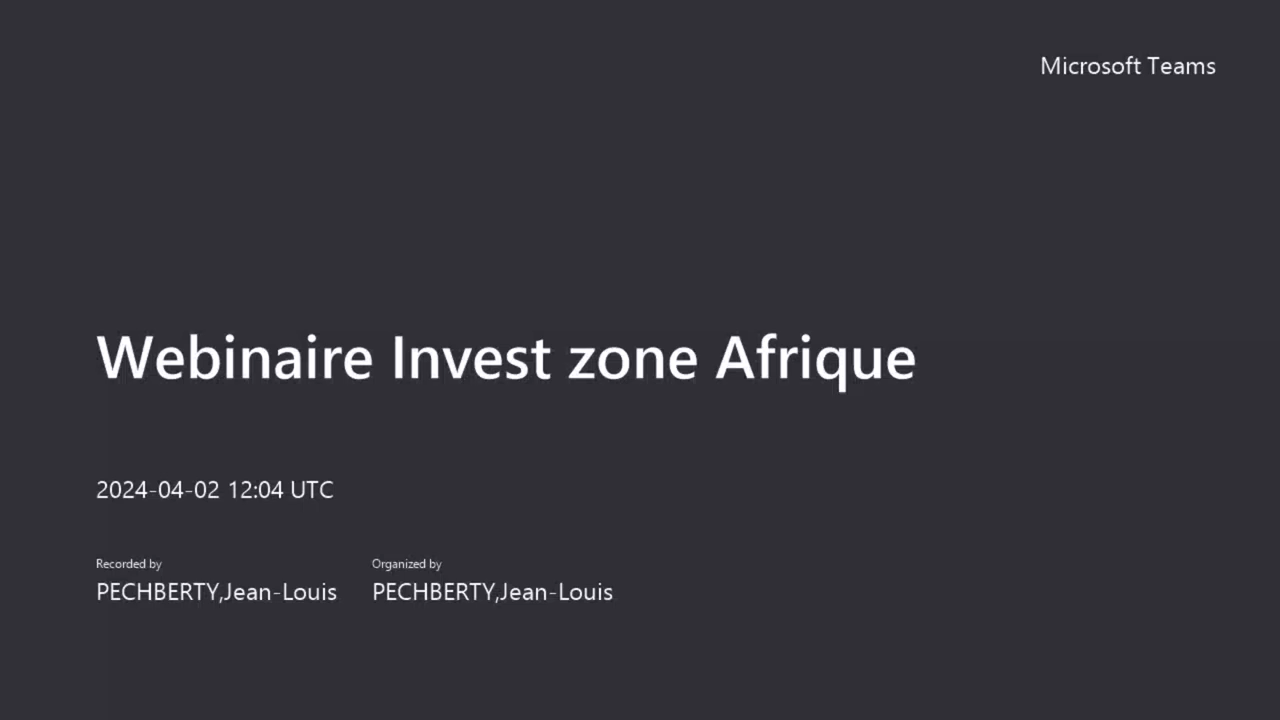 Microsoft Teams
Webinaire Invest zone Afrique
2024-04-02 12:04 UTC
Recorded by
PECHBERTY,Jean-Louis
Organized by
PECHBERTY,Jean-Louis